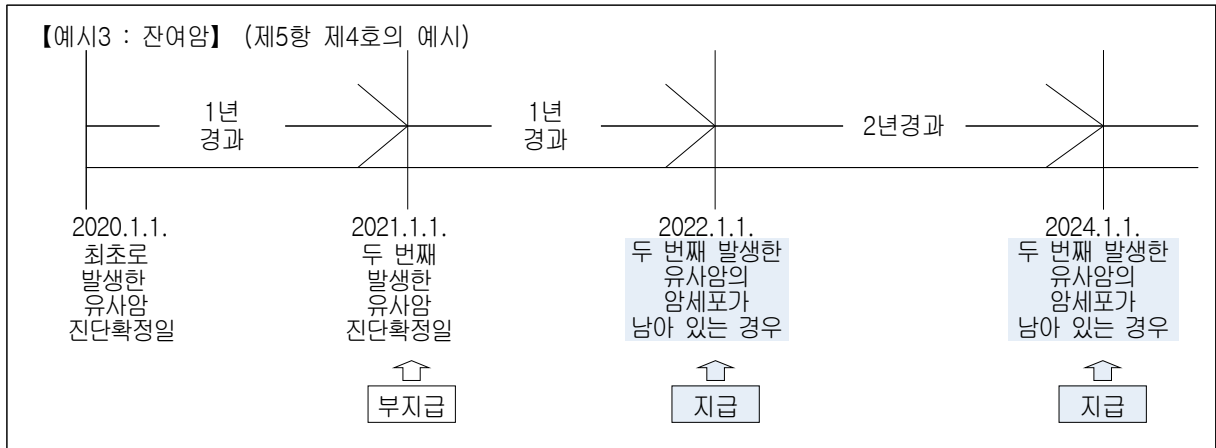 【예시3 : 잔여암】 (제5항 제4호의 예시)
1년
경과
1년
경과
2년경과
2020.1.1.
최초로
발생한
유사암
진단확정일
2021.1.1.
두 번째
발생한
유사암
진단확정일
2022.1.1.
두 번째 발생한
유사암의
암세포가
남아 있는 경우
2024.1.1.
두 번째 발생한
유사암의
암세포가
남아 있는 경우
부지급
지급
지급